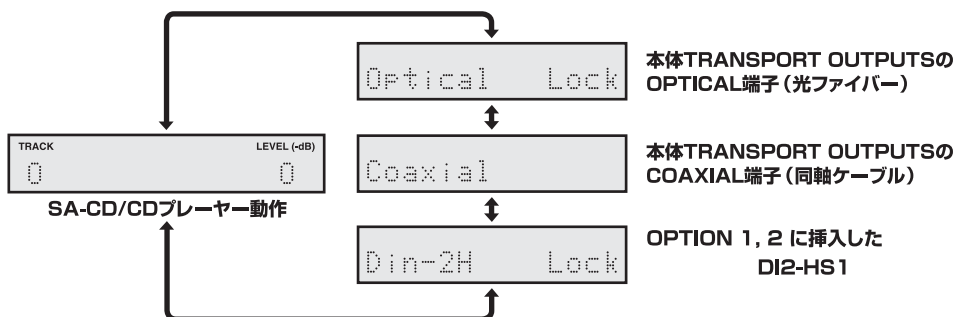 Optical Lock
本体TRANSPORT OUTPUTSの
OPTICAL端子（光ファイバー）
TRACK LEVEL (-dB)
0 0
SA-CD/CDプレーヤー動作
Coaxial
本体TRANSPORT OUTPUTSの
COAXIAL端子（同軸ケーブル）
Din-2H Lock
OPTION 1, 2 に挿入した
DI2-HS1